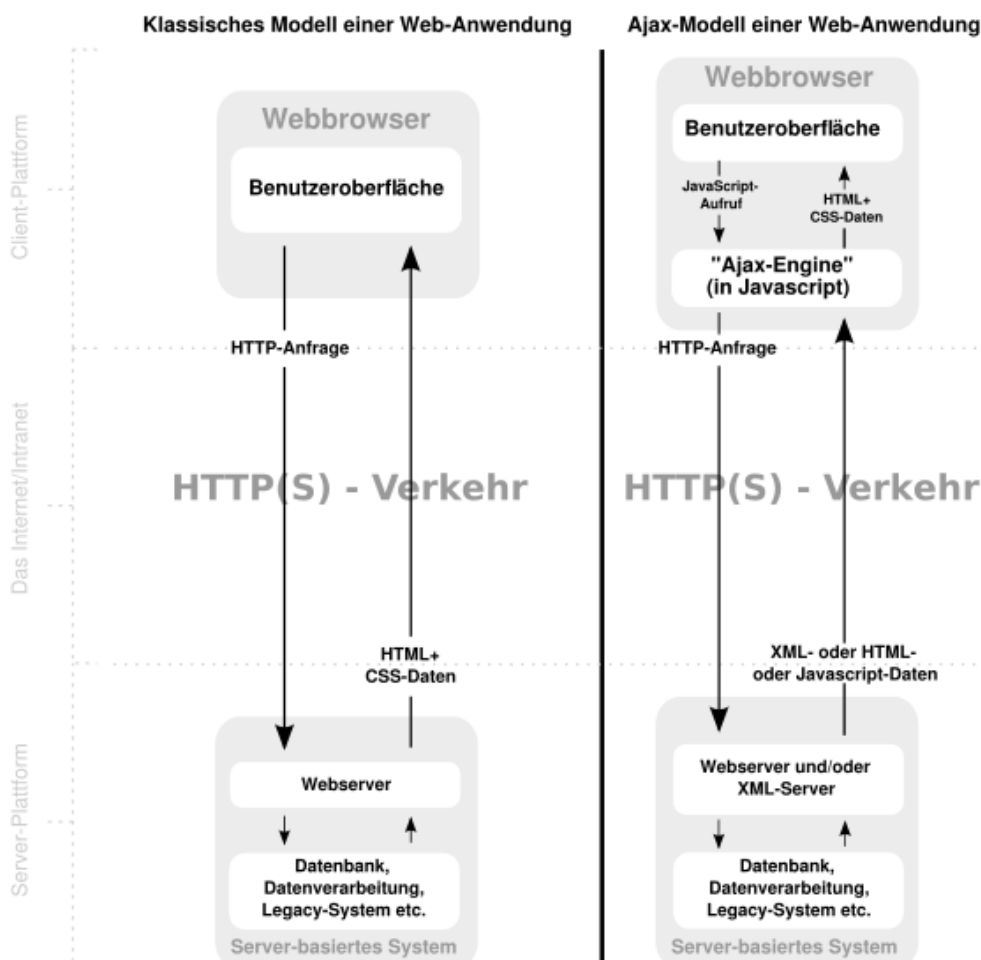 Klassisches Modell einer Web-Anwendung
Client-Plattform
Das Internet/Intranet
Server-Plattform
Webbrowser
Benutzeroberfläche
HTTP-Anfrage
HTTP(S) - Verkehr
HTML+
CSS-Daten
Webserver
Datenbank,
Datenverarbeitung,
Legacy-System etc.
Server-basiertes System
Ajax-Modell einer Web-Anwendung
Webbrowser
Benutzeroberfläche
JavaScript-
Aufruf
HTML+
CSS-Daten
"Ajax-Engine"
(in Javascript)
HTTP-Anfrage
HTTP(S) - Verkehr
XML- oder HTML-
oder Javascript-Daten
Webserver und/oder
XML-Server
Datenbank,
Datenverarbeitung,
Legacy-System etc.
Server-basiertes System